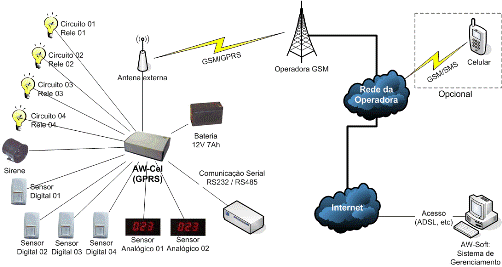 Circuito 01
Rele 01
Circuito 02
Rele 02
Circuito 03
Rele 03
Circuito 04
Rele 04
Sirene
Sensor
Digital 01
Sensor
Digital 02
Sensor
Digital 03
Sensor
Digital 04
023
Sensor
Analógico 01
023
Sensor
Analógico 02
AW-Cel
(GPRS)
Antena externa
GSM/GPRS
Bateria
12V 7Ah
Comunicação Serial
RS232 / RS485
Operadora GSM
Rede da
Operadora
GSM/SMS
Celular
Opcional
Internet
Acesso
(ADSL, etc)
AW-Soft:
Sistema de
Gerenciamento